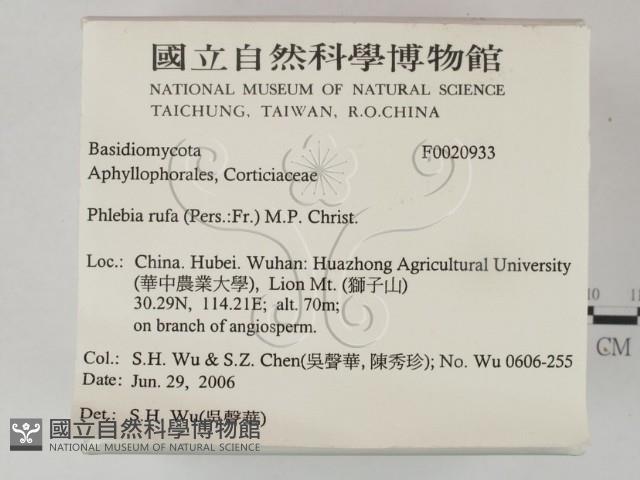 國立自然科學博物館
NATIONAL MUSEUM OF NATURAL SCIENCE
TAICHUNG, TAIWAN, R.O.CHINA
Basidiomycota F0020933
Aphyllophorales, Corticiaceae
Phlebia rufa (Pers.:Fr.) M.P. Christ.
Loc.: China. Hubei. Wuhan: Huazhong Agricultural University
(華中農業大學), Lion Mt. (獅子山)
30.29N, 114.21E; alt. 70m;
on branch of angiosperm.
10 11
CM
Col.: S.H. Wu & S.Z. Chen(吳聲華, 陳秀珍); No. Wu 0606-255
Date: Jun. 29, 2006
Det.: S.H. Wu(吳聲華)
國立自然科學博物館
NATIONAL MUSEUM OF NATURAL SCIENCE